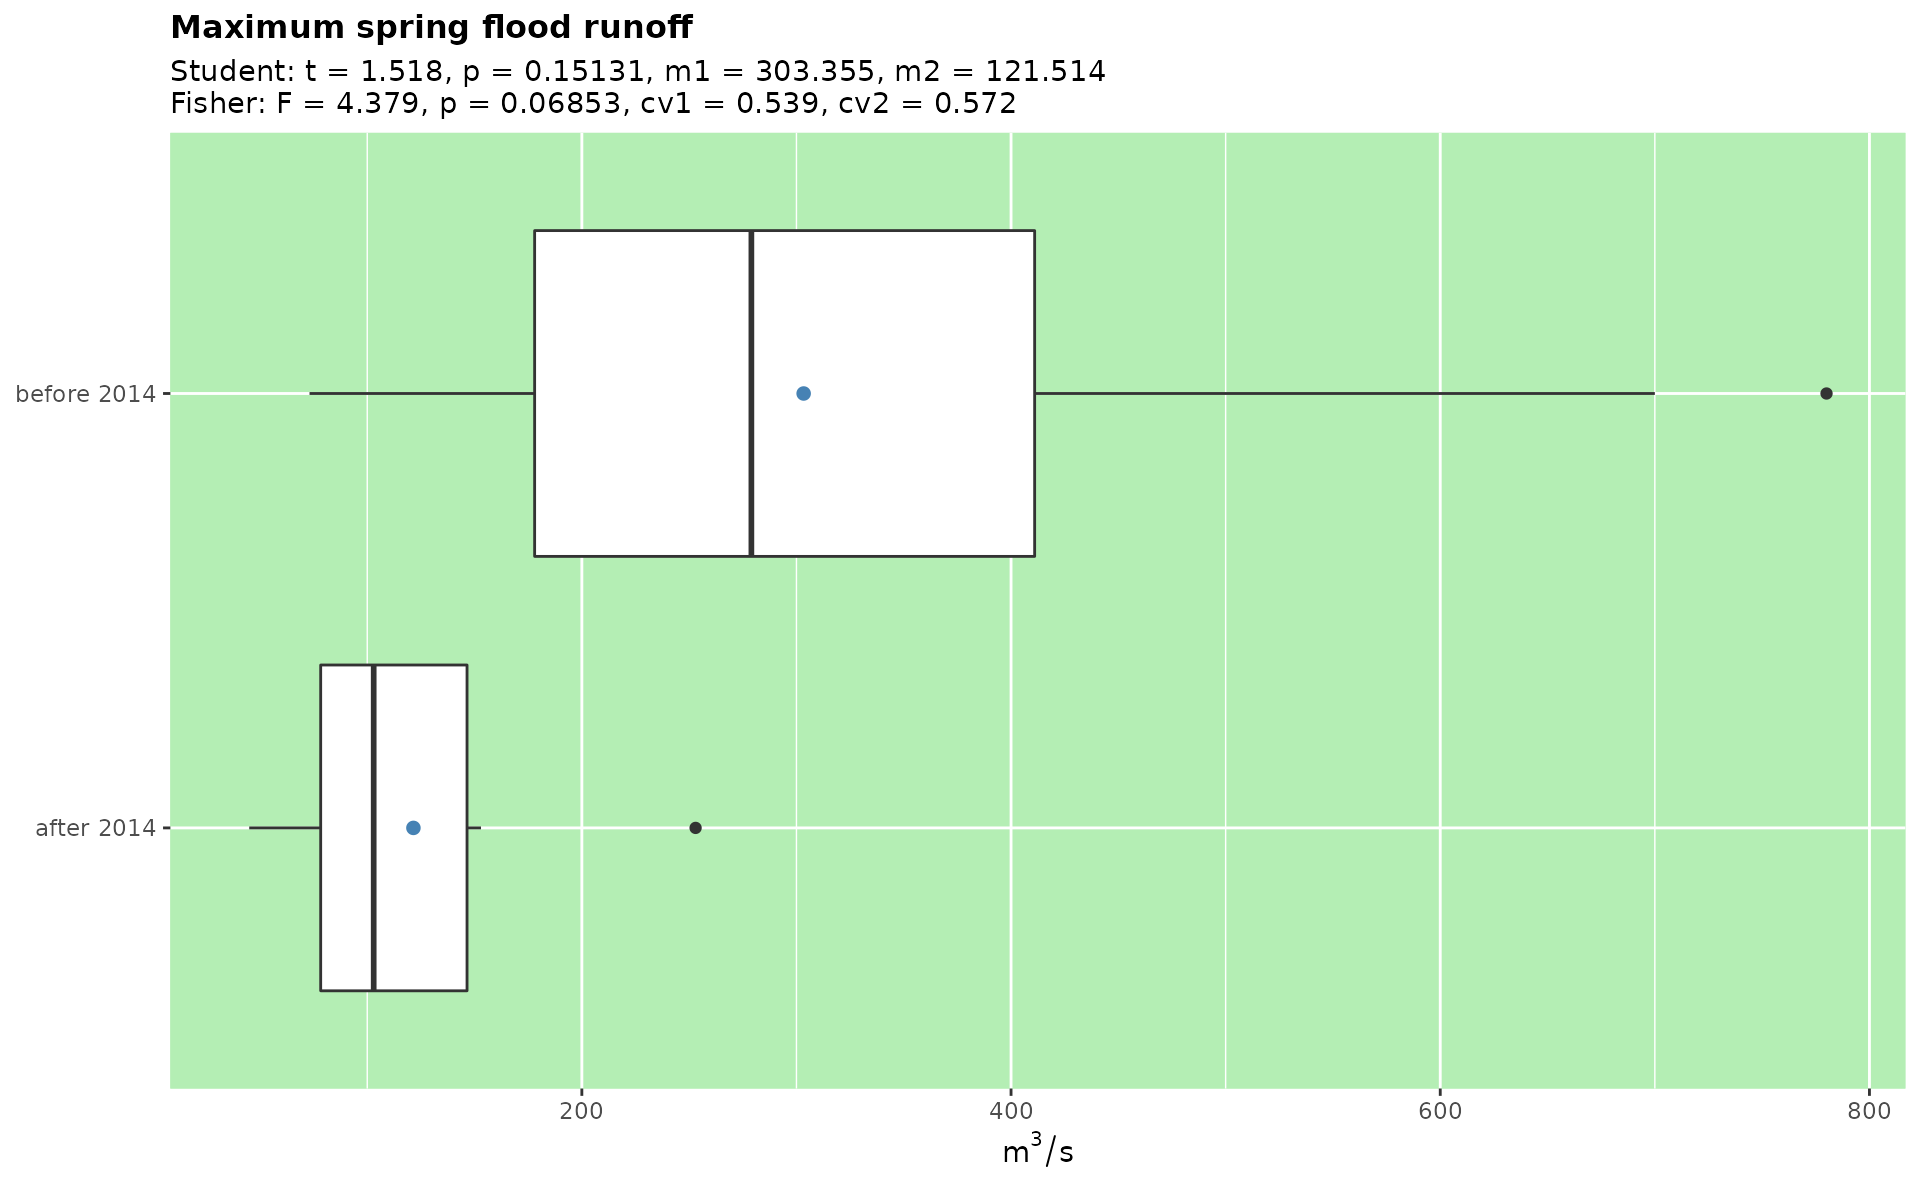 Maximum spring flood runoff
Student: t = 1.518, p = 0.15131, m1 = 303.355, m2 = 121.514
Fisher: F = 4.379, p = 0.06853, cv1 = 0.539, cv2 = 0.572
before 2014
after 2014
200 400 600 800
m³/s